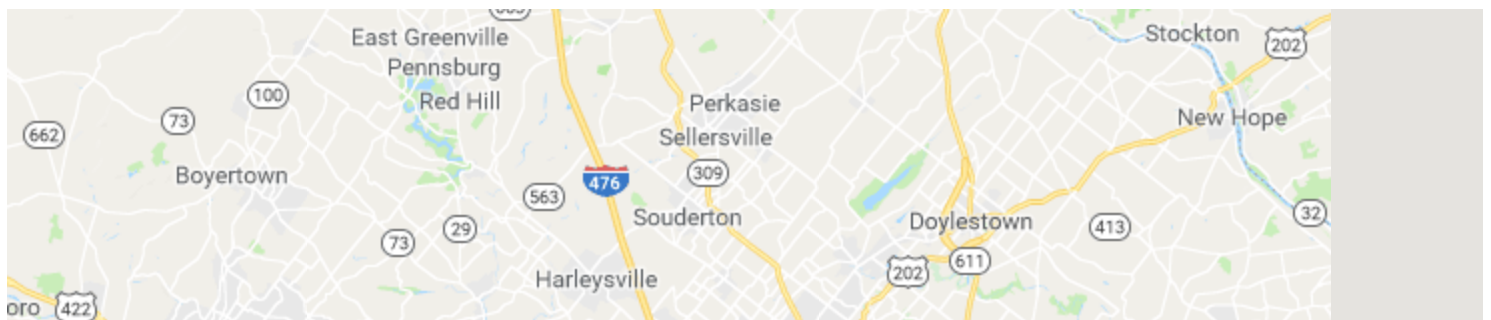 East Greenville
Stockton
202
Pennsburg
100
Red Hill
Perkasie
73
New Hope
662
Sellersville
Boyertown
309
476
563
32
Souderton
Doylestown
413
29
73
611
202
Harleysville
oro
422